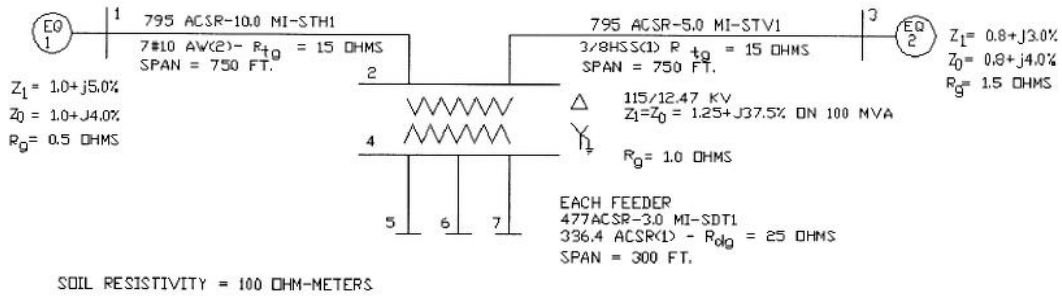 EQ
1
1
795 ACSR-10.0 MI-STH1
7#10 AW(2)- Rtg = 15 OHMS
SPAN = 750 FT.
Z1 = 1.0+j5.0%
Z0 = 1.0+J4.0%
Rg= 0.5 OHMS
795 ACSR-5.0 MI-STV1
3/8HSS(1) R tg = 15 OHMS
SPAN = 750 FT.
3
EQ
2
Z1= 0.8+J3.0%
Z0=0.8+j4.0%
Rg= 1.5 OHMS
2
4
Δ
115/12.47 KV
Z1=Z0 = 1.25+J37.5% ON 100 MVA
Rg= 1.0 OHMS
5
6
7
EACH FEEDER
477ACSR-3.0 MI-SDT1
336.4 ACSR(1) - Rdg = 25 OHMS
SPAN = 300 FT.
SOIL RESISTIVITY = 100 OHM-METERS